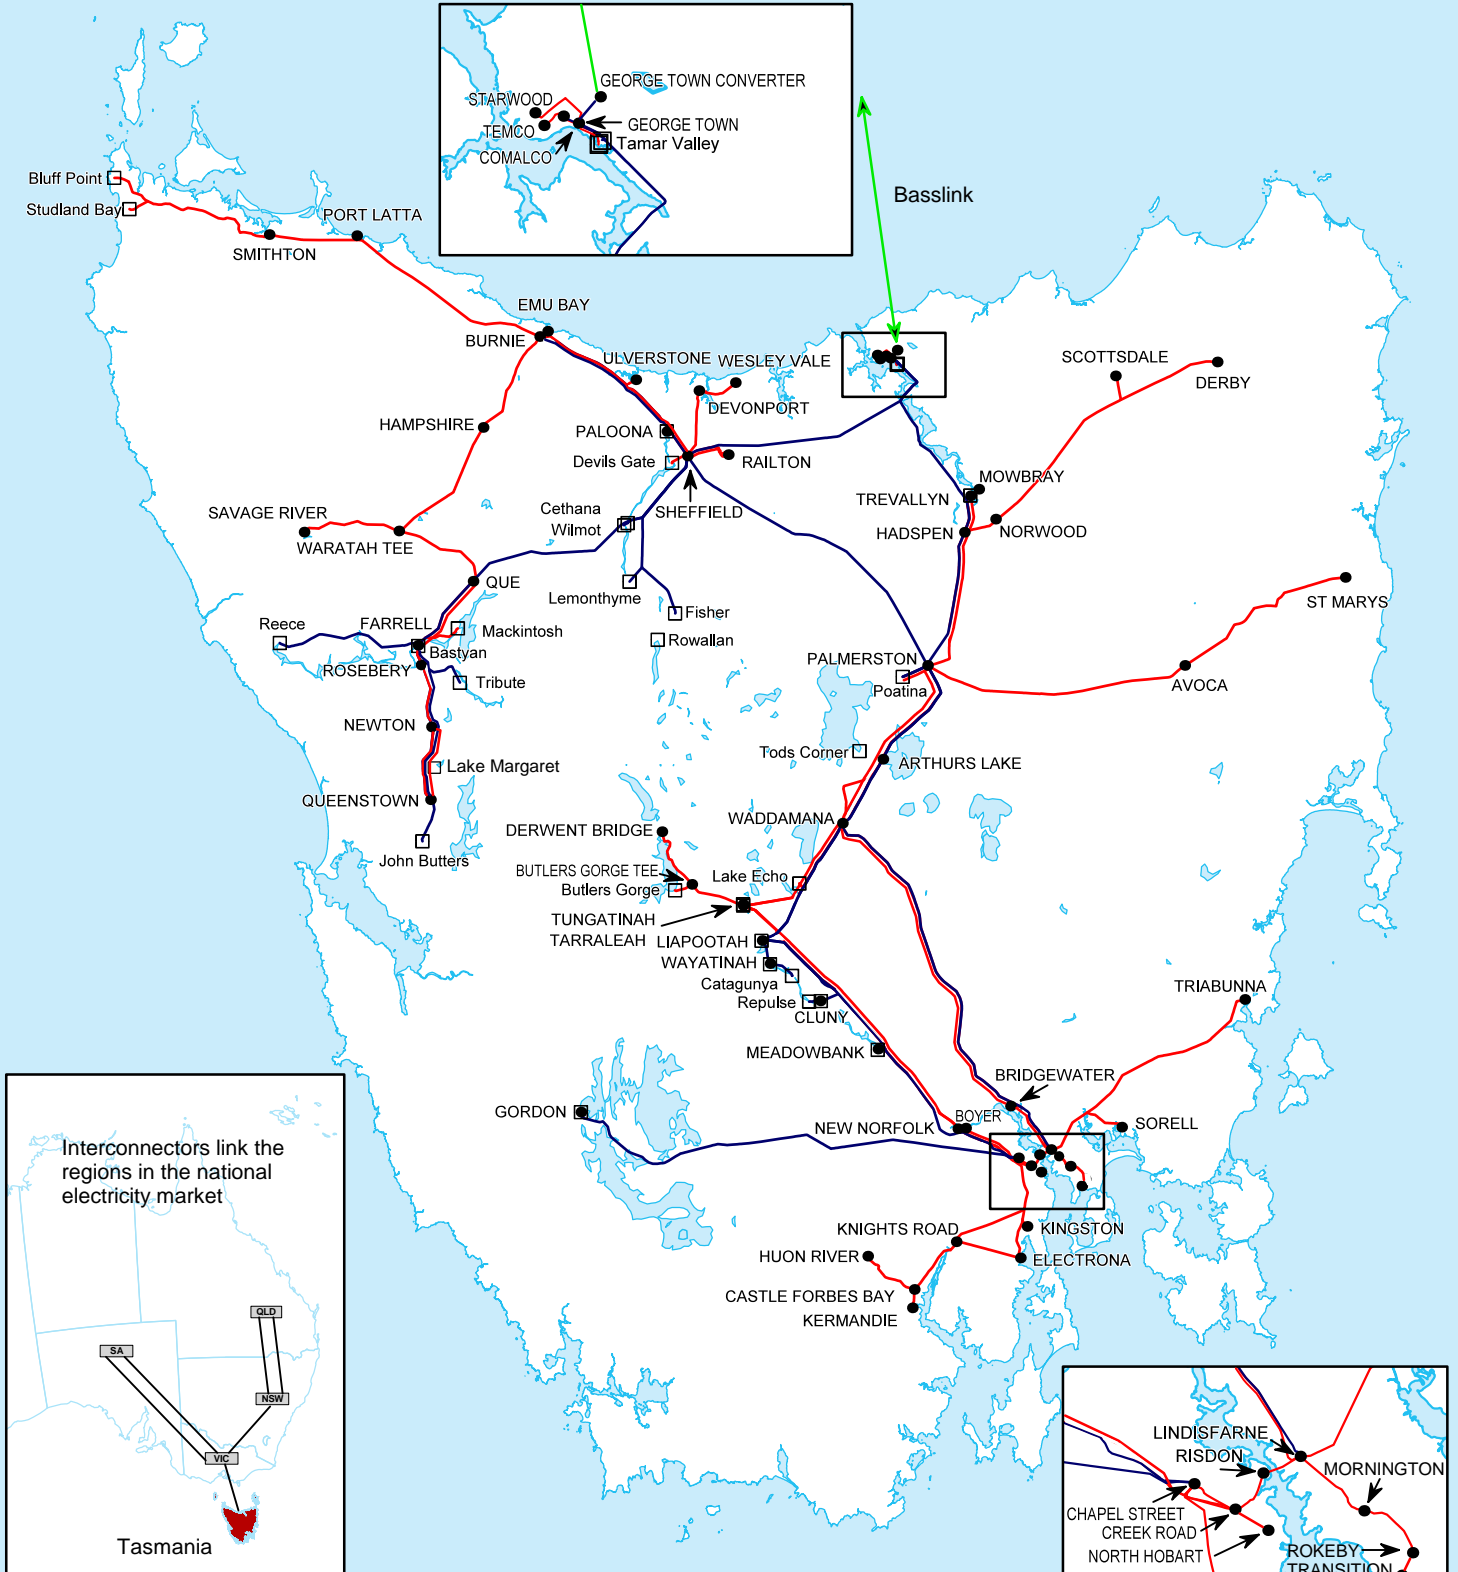 GEORGE TOWN CONVERTER
STARWOOD
TEMCO
GEORGE TOWN
COMALCO
Tamar Valley
Basslink
Bluff Point
Studland Bay
PORT LATTA
SMITHTON
EMU BAY
BURNIE
ULVERSTONE
WESLEY VALE
SCOTTSDALE
DERBY
DEVONPORT
HAMPSHIRE
PALOONA
Devils Gate
RAILTON
MOWBRAY
TREVALLYN
SAVAGE RIVER
Cethana
Wilmot
SHEFFIELD
HADSPEN
NORWOOD
WARATAH TEE
QUE
Lemonthyme
Fisher
ST MARYS
Reece
FARRELL
Mackintosh
Rowallan
Bastyan
ROSEBERY
Tribute
PALMERSTON
Poatina
AVOCA
NEWTON
Tods Corner
ARTHURS LAKE
Lake Margaret
QUEENSTOWN
WADDAMANA
DERWENT BRIDGE
John Butters
BUTLERS GORGE TEE
Butlers Gorge
Lake Echo
TUNGATINAH
TARRALEAH
LIAPOOTAH
WAYATINAH
Catagunya
Repulse
CLUNY
TRIABUNNA
MEADOWBANK
BRIDGEWATER
GORDON
BOYER
NEW NORFOLK
SORELL
KNIGHTS ROAD
KINGSTON
HUON RIVER
ELECTRONA
CASTLE FORBES BAY
KERMANDIE
Interconnectors link the
regions in the national
electricity market
QLD
SA
NSW
VIC
Tasmania
LINDISFARNE
RISDON
MORNINGTON
CHAPEL STREET
CREEK ROAD
NORTH HOBART
ROKEBY
TRANSITION